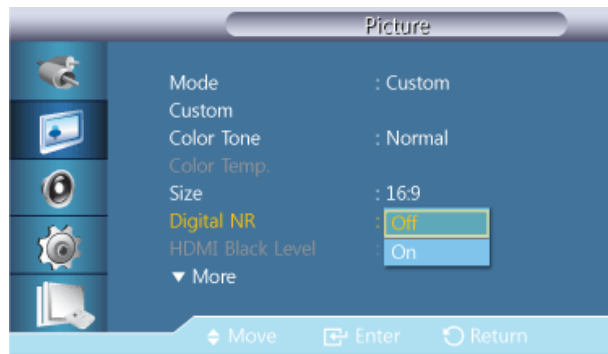 Picture
Mode : Custom
Custom
Color Tone : Normal
Color Temp.
Size : 16:9
Digital NR : Off
HDMI Black Level : On
▼ More
Move Enter Return